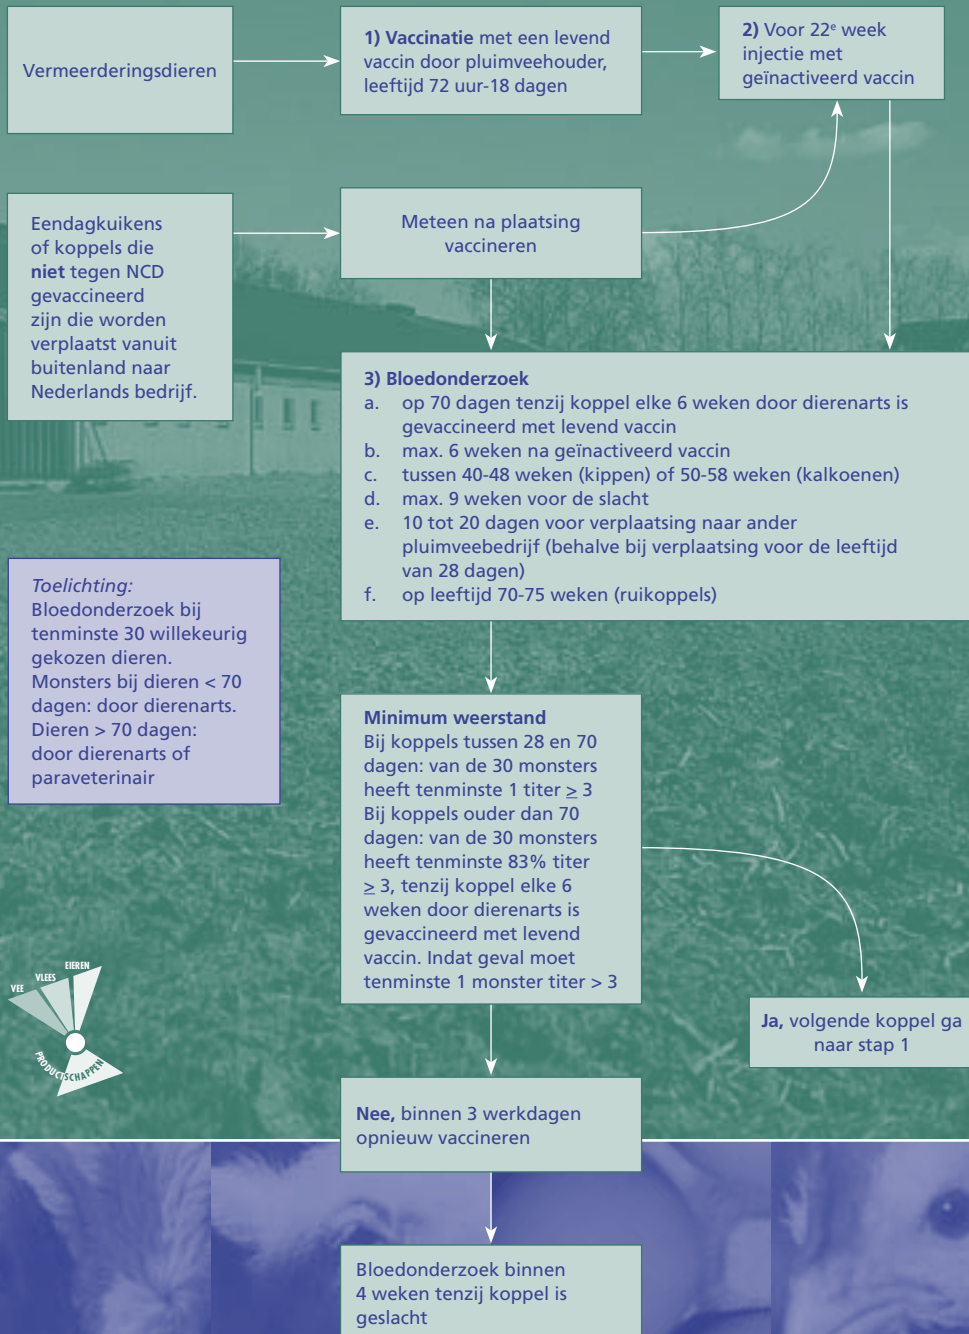 Vermeerderingsdieren
1) Vaccinatie met een levend
vaccin door pluimveehouder,
leeftijd 72 uur-18 dagen
2) Voor 22e week
injectie met
geïnactiveerd vaccin
Eendagkuikens
of koppels die
niet tegen NCD
gevaccineerd
zijn die worden
verplaatst vanuit
buitenland naar
Nederlands bedrijf.
Meteen na plaatsing
vaccineren
3) Bloedonderzoek
a. op 70 dagen tenzij koppel elke 6 weken door dierenarts is
gevaccineerd met levend vaccin
b. max. 6 weken na geïnactiveerd vaccin
c. tussen 40-48 weken (kippen) of 50-58 weken (kalkoenen)
d. max. 9 weken voor de slacht
e. 10 tot 20 dagen voor verplaatsing naar ander
pluimveebedrijf (behalve bij verplaatsing voor de leeftijd
van 28 dagen)
f. op leeftijd 70-75 weken (ruikoppels)
Toelichting:
Bloedonderzoek bij
tenminste 30 willekeurig
gekozen dieren.
Monsters bij dieren < 70
dagen: door dierenarts.
Dieren > 70 dagen:
door dierenarts of
paraveterinair
Minimum weerstand
Bij koppels tussen 28 en 70
dagen: van de 30 monsters
heeft tenminste 1 titer ≥ 3
Bij koppels ouder dan 70
dagen: van de 30 monsters
heeft tenminste 83% titer
≥ 3, tenzij koppel elke 6
weken door dierenarts is
gevaccineerd met levend
vaccin. Indat geval moet
tenminste 1 monster titer > 3
VEE
VLEES
EIEREN
PRODUCTSCHAPPEN
Ja, volgende koppel ga
naar stap 1
Nee, binnen 3 werkdagen
opnieuw vaccineren
Bloedonderzoek binnen
4 weken tenzij koppel is
geslacht